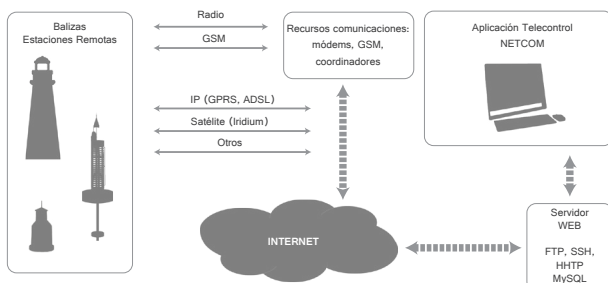 Balizas
Estaciones Remotas
Radio
GSM
Recursos comunicaciones:
módems, GSM,
coordinadores
Aplicación Telecontrol
NETCOM
IP (GPRS, ADSL)
Satélite (Iridium)
Otros
INTERNET
Servidor
WEB
FTP, SSH,
HHTP
MySQL